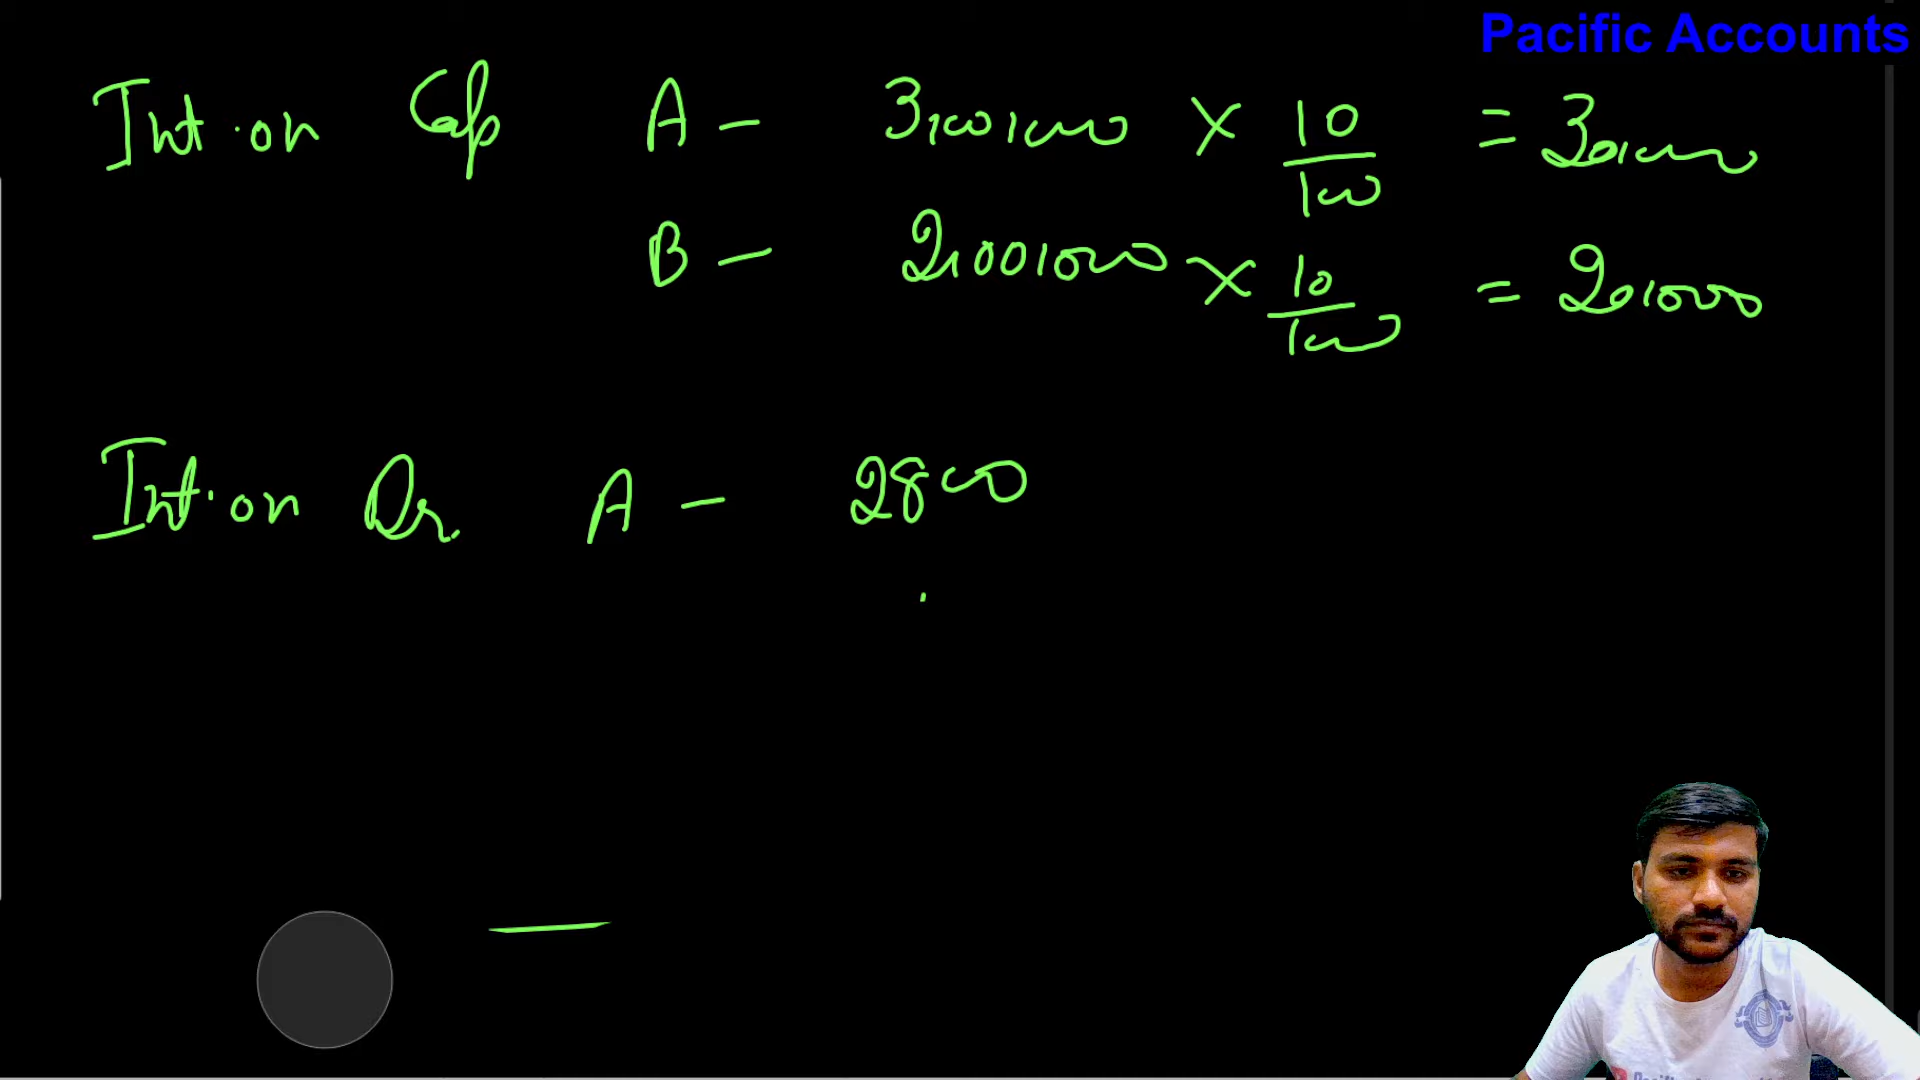 Pacific Accounts
Int. on Cap A - 3,00,000 × 10/100 = 30,000
B - 2,00,000 × 10/100 = 20,000
Int. on Dr. A - 2800